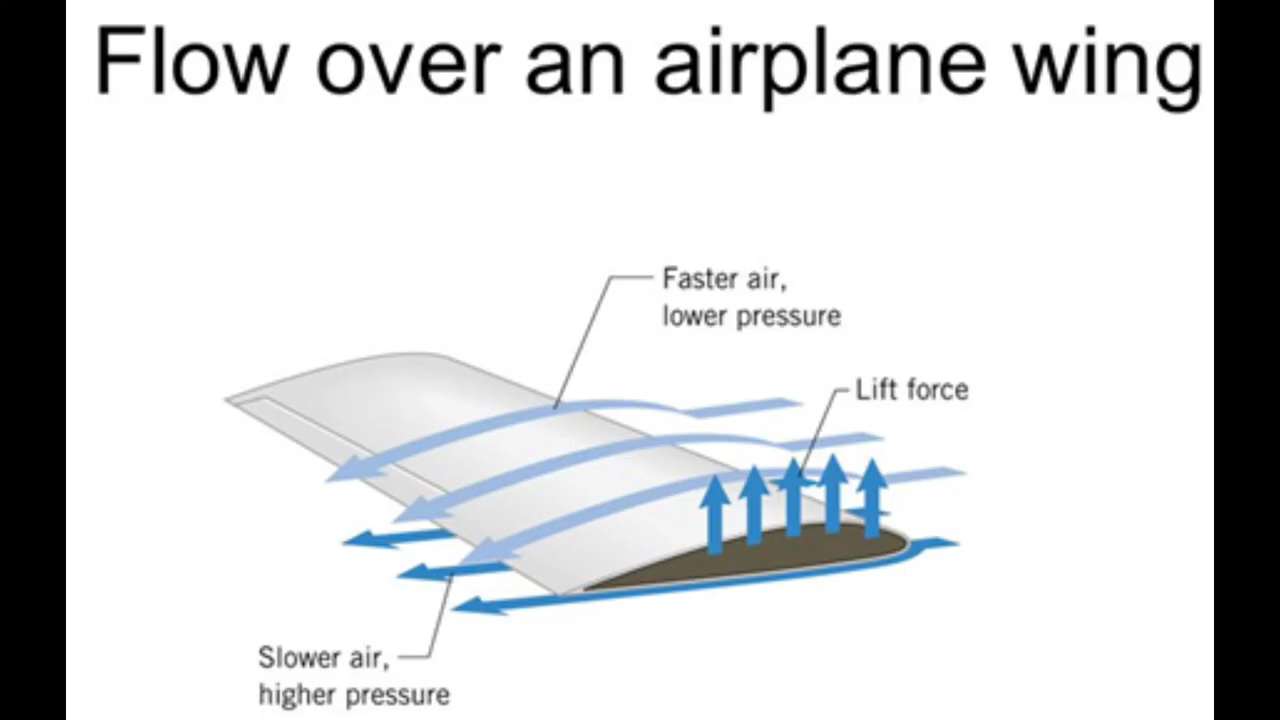 Flow over an airplane wing
Faster air,
lower pressure
Lift force
Slower air,
higher pressure